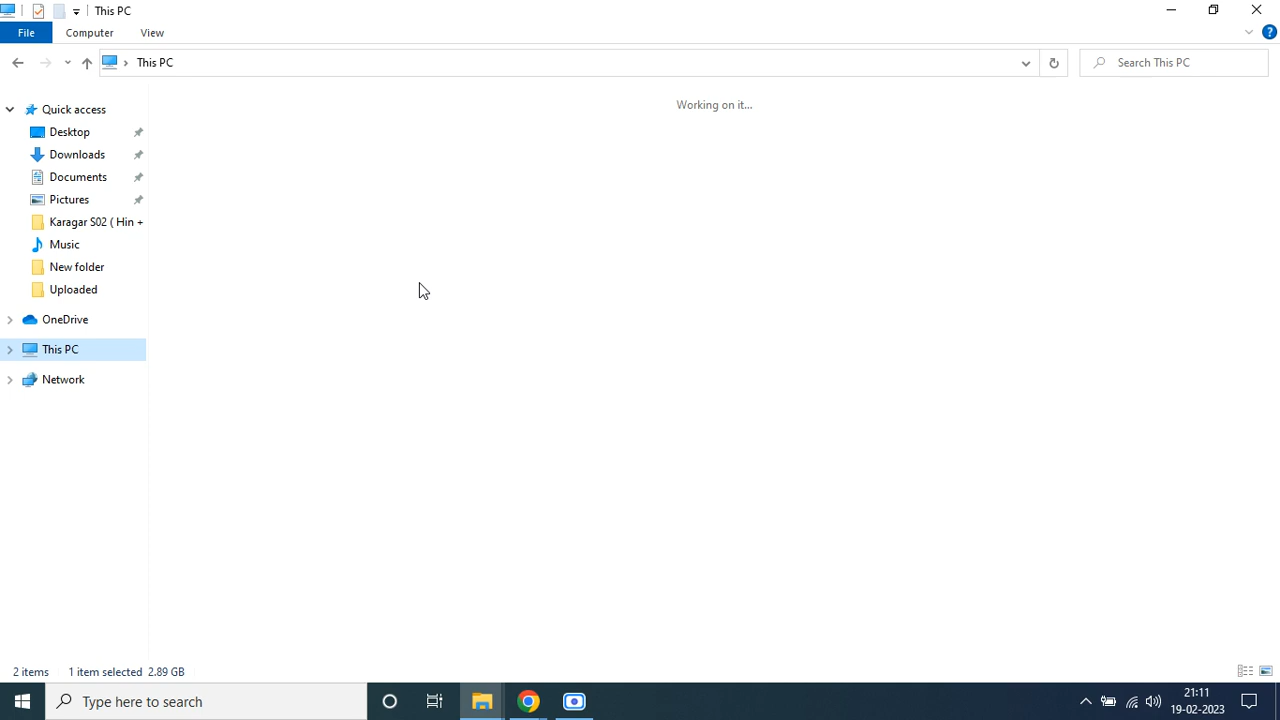 This PC
File
Computer
View
This PC
Search This PC
Working on it...
Quick access
Desktop
Downloads
Documents
Pictures
Karagar S02 ( Hin +
Music
New folder
Uploaded
OneDrive
This PC
Network
2 items
1 item selected 2.89 GB
Type here to search
21:11
19-02-2023